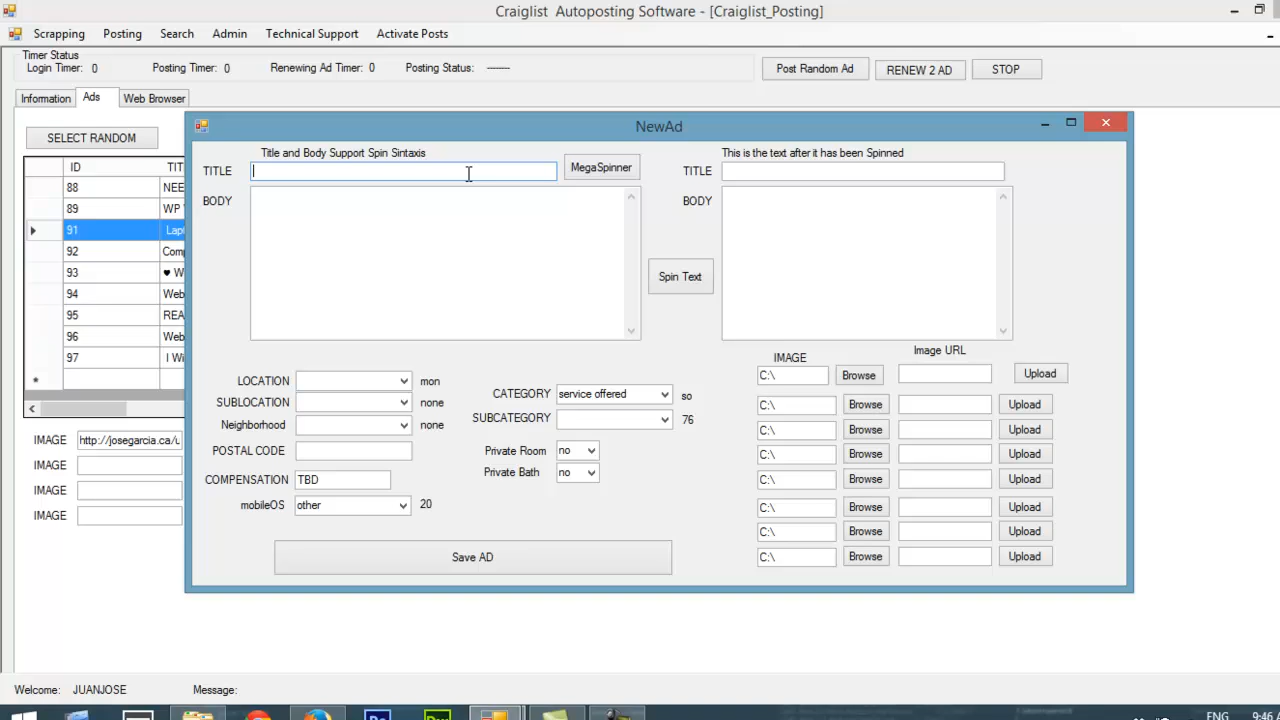 Craiglist Autoposting Software - [Craiglist_Posting]
Scrapping Posting Search Admin Technical Support Activate Posts
Timer Status
Login Timer: 0 Posting Timer: 0 Renewing Ad Timer: 0 Posting Status: -------
Post Random Ad RENEW 2 AD STOP
Information Ads Web Browser
SELECT RANDOM
ID TIT
88 NEE
89 WP
91 Lapt
92 Com
93 ♥ W
94 Web
95 REA
96 Web
97 I Wi
*
IMAGE http://josegarcia.ca/u
IMAGE
IMAGE
IMAGE
NewAd
Title and Body Support Spin Sintaxis
TITLE MegaSpinner
BODY
Spin Text
This is the text after it has been Spinned
TITLE
BODY
LOCATION mon
SUBLOCATION none
Neighborhood none
POSTAL CODE
COMPENSATION TBD
mobileOS other 20
CATEGORY service offered so
SUBCATEGORY 76
Private Room no
Private Bath no
Save AD
IMAGE Image URL
C:\ Browse Upload
C:\ Browse Upload
C:\ Browse Upload
C:\ Browse Upload
C:\ Browse Upload
C:\ Browse Upload
C:\ Browse Upload
C:\ Browse Upload
Welcome: JUANJOSE Message:
ENG 9:46